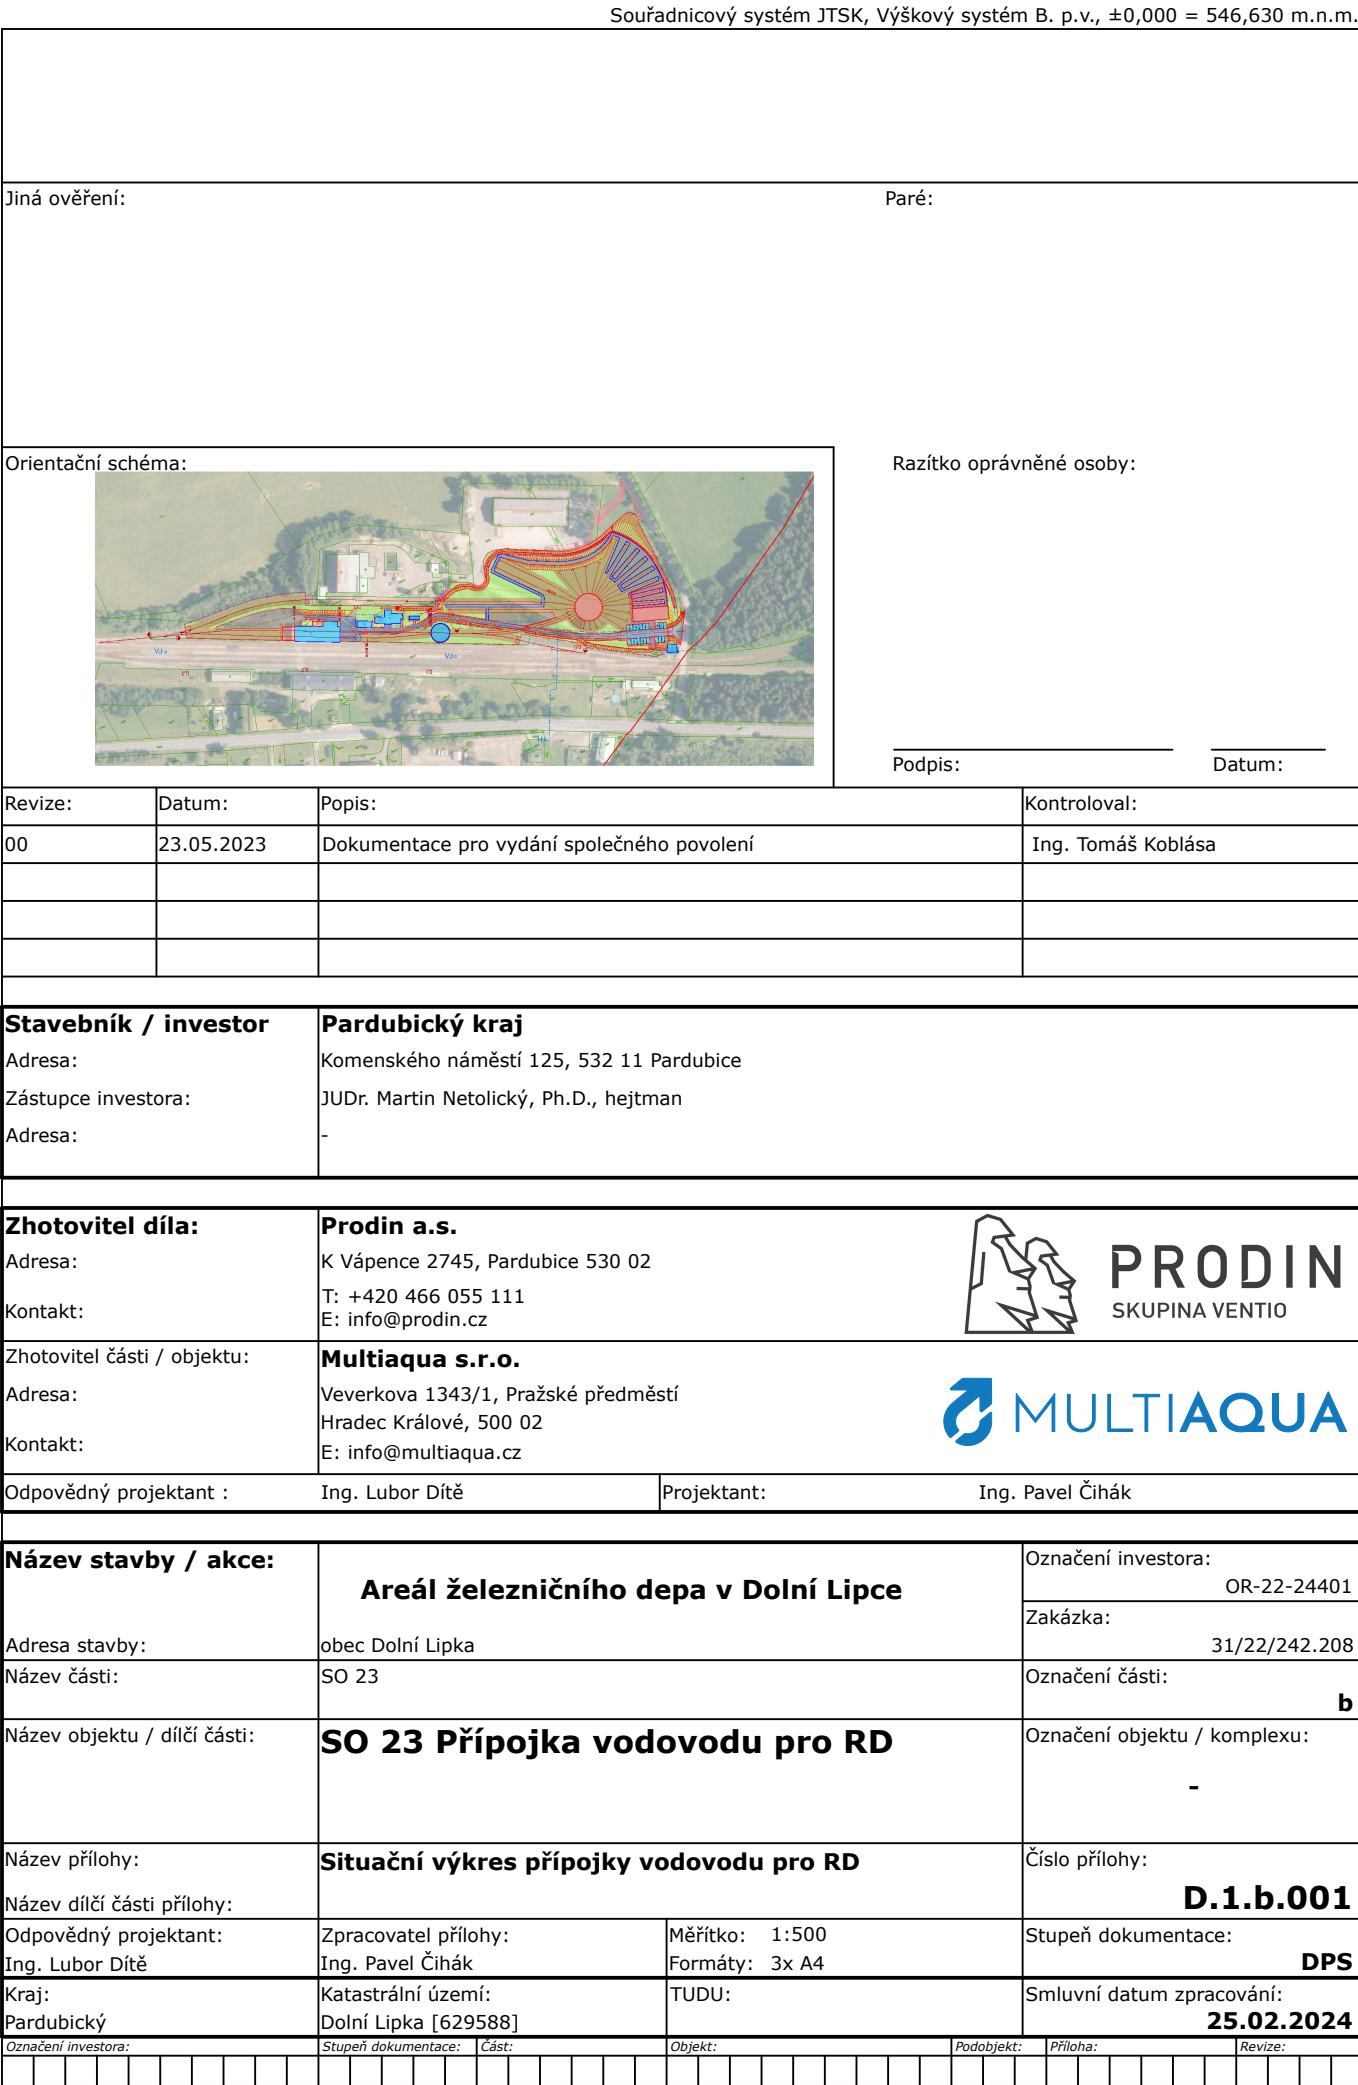 Souřadnicový systém JTSK, Výškový systém B. p.v., ±0,000 = 546,630 m.n.m.
Jiná ověření:
Paré:
Orientační schéma:
Razítko oprávněné osoby:
Podpis:
Datum:
Revize:
Datum:
Popis:
Kontroloval:
00
23.05.2023
Dokumentace pro vydání společného povolení
Ing. Tomáš Koblása
Stavebník / investor
Pardubický kraj
Adresa:
Komenského náměstí 125, 532 11 Pardubice
Zástupce investora:
JUDr. Martin Netolický, Ph.D., hejtman
Adresa:
-
Zhotovitel díla:
Prodin a.s.
Adresa:
K Vápence 2745, Pardubice 530 02
Kontakt:
T: +420 466 055 111
E: info@prodin.cz
PRODIN
SKUPINA VENTIO
Zhotovitel části / objektu:
Multiaqua s.r.o.
Adresa:
Veverkova 1343/1, Pražské předměstí
Hradec Králové, 500 02
Kontakt:
E: info@multiaqua.cz
MULTIAQUA
Odpovědný projektant :
Ing. Lubor Dítě
Projektant:
Ing. Pavel Čihák
Název stavby / akce:
Areál železničního depa v Dolní Lipce
Označení investora:
OR-22-24401
Zakázka:
31/22/242.208
Adresa stavby:
obec Dolní Lipka
Název části:
SO 23
Označení části:
b
Název objektu / dílčí části:
SO 23 Přípojka vodovodu pro RD
Označení objektu / komplexu:
-
Název přílohy:
Situační výkres přípojky vodovodu pro RD
Číslo přílohy:
D.1.b.001
Název dílčí části přílohy:
Odpovědný projektant:
Ing. Lubor Dítě
Zpracovatel přílohy:
Ing. Pavel Čihák
Měřítko: 1:500
Formáty: 3x A4
Stupeň dokumentace:
DPS
Kraj:
Pardubický
Katastrální území:
Dolní Lipka [629588]
TUDU:
Smluvní datum zpracování:
25.02.2024
Označení investora:
Stupeň dokumentace:
Část:
Objekt:
Podobjekt:
Příloha:
Revize: